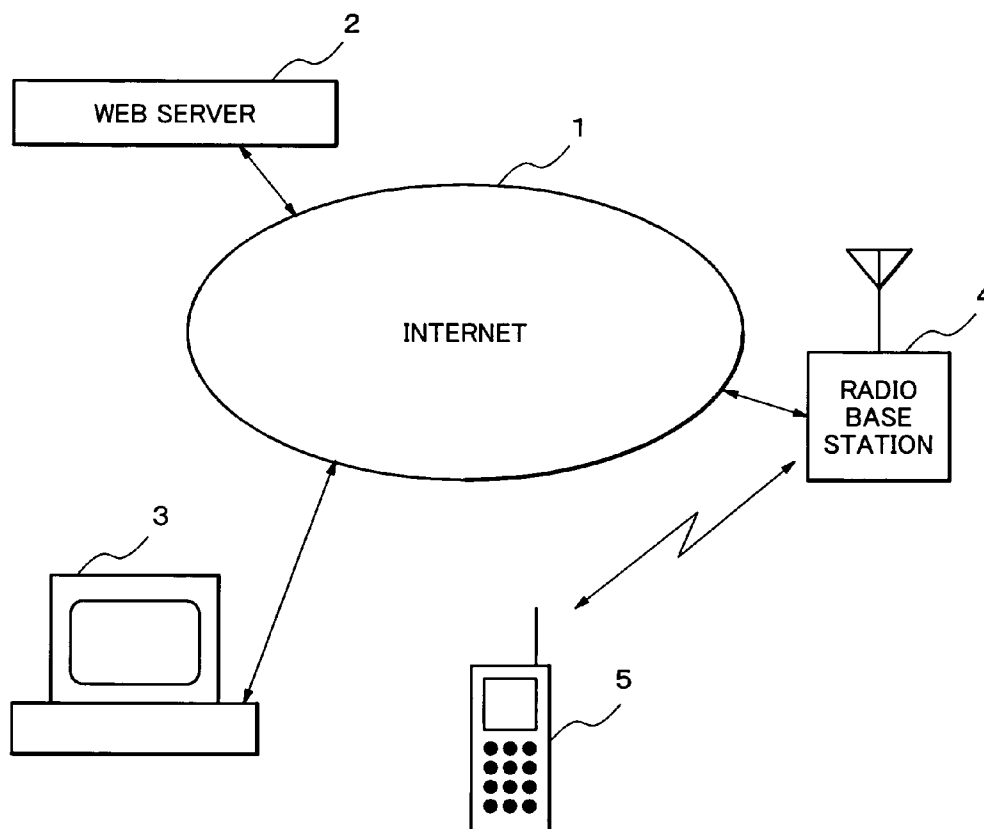 2
WEB SERVER
1
INTERNET
4
RADIO
BASE
STATION
3
5